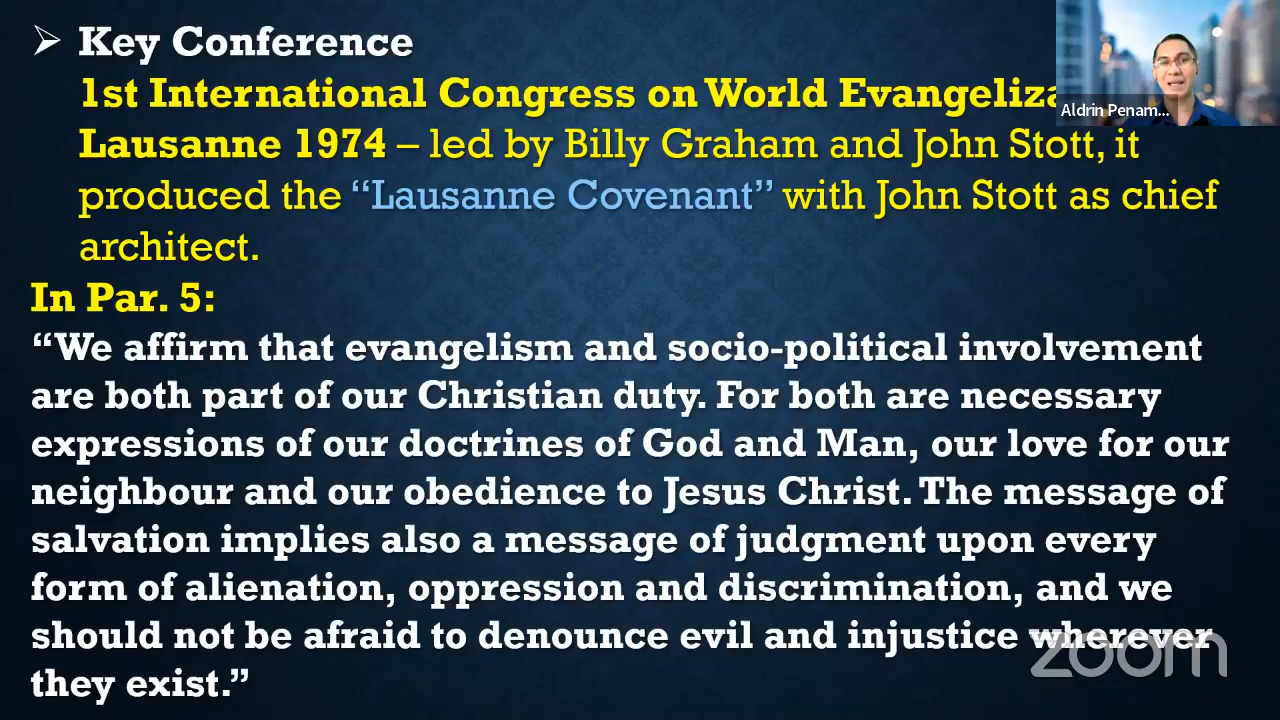 ➢ Key Conference
1st International Congress on World Evangeliza
Aldrin Penam...
Lausanne 1974 – led by Billy Graham and John Stott, it
produced the “Lausanne Covenant” with John Stott as chief
architect.
In Par. 5:
“We affirm that evangelism and socio-political involvement
are both part of our Christian duty. For both are necessary
expressions of our doctrines of God and Man, our love for our
neighbour and our obedience to Jesus Christ. The message of
salvation implies also a message of judgment upon every
form of alienation, oppression and discrimination, and we
should not be afraid to denounce evil and injustice wherever
they exist.”
zoom